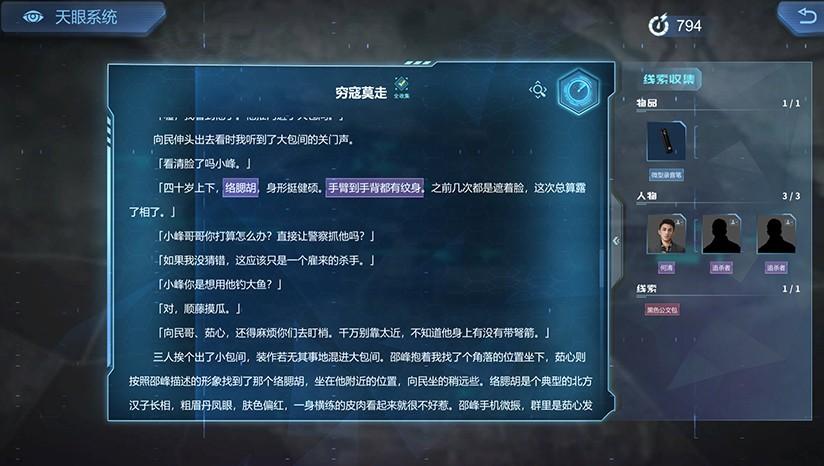 天眼系统
794
穷寇莫走
全收集
向民伸头出去看时我听到了大包间的关门声。
「看清脸了吗小峰。」
「四十岁上下，络腮胡，身形挺健硕。手臂到手背都有纹身。之前几次都是遮着脸，这次总算露
了相了。」
「小峰哥哥你打算怎么办？直接让警察抓他吗？」
「如果我没猜错，这应该只是一个雇来的杀手。」
「小峰你是想用他钓大鱼？」
「对，顺藤摸瓜。」
「向民哥、茹心，还得麻烦你们去盯梢。千万别靠太近，不知道他身上有没有带弩箭。」
三人挨个出了小包间，装作若无其事地混进大包间。邵峰抱着我找了个角落的位置坐下，茹心则
按照邵峰描述的形象找到了那个络腮胡，坐在他附近的位置，向民坐的稍远些。络腮胡是个典型的北方
汉子长相，粗眉丹凤眼，肤色偏红，一身横练的皮肉看起来就很不好惹。邵峰手机微振，群里是茹心发
线索收集
物品 1/1
微型录音笔
人物 3/3
何清 追杀者 追杀者
线索 1/1
黑色公文包